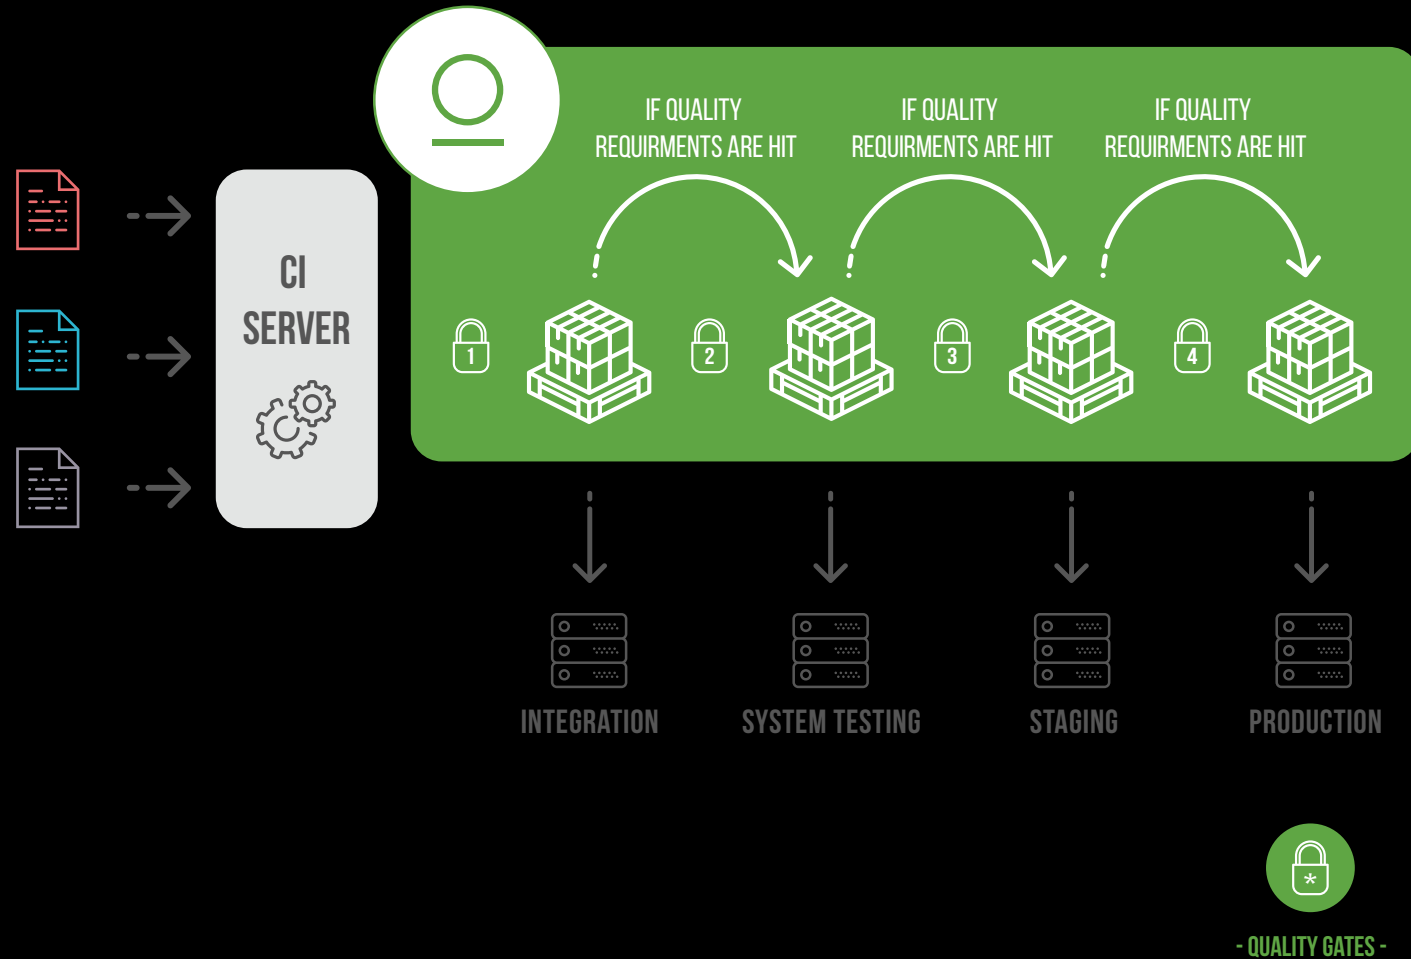 IF QUALITY
REQUIRMENTS ARE HIT
IF QUALITY
REQUIRMENTS ARE HIT
IF QUALITY
REQUIRMENTS ARE HIT
CI
SERVER
1
2
3
4
INTEGRATION
SYSTEM TESTING
STAGING
PRODUCTION
*
- QUALITY GATES -